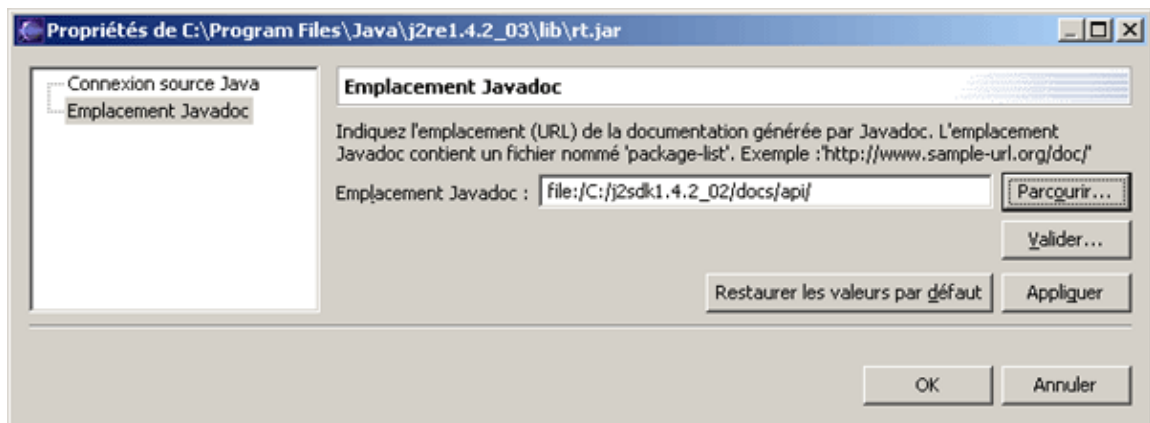 Propriétés de C:\Program Files\Java\j2re1.4.2_03\lib\rt.jar
Connexion source Java
Emplacement Javadoc
Emplacement Javadoc
Indiquez l'emplacement (URL) de la documentation générée par Javadoc. L'emplacement
Javadoc contient un fichier nommé 'package-list'. Exemple :'http://www.sample-url.org/doc/'
Emplacement Javadoc : file:/C:/j2sdk1.4.2_02/docs/api/ Parcourir...
Valider...
Restaurer les valeurs par défaut Appliquer
OK Annuler